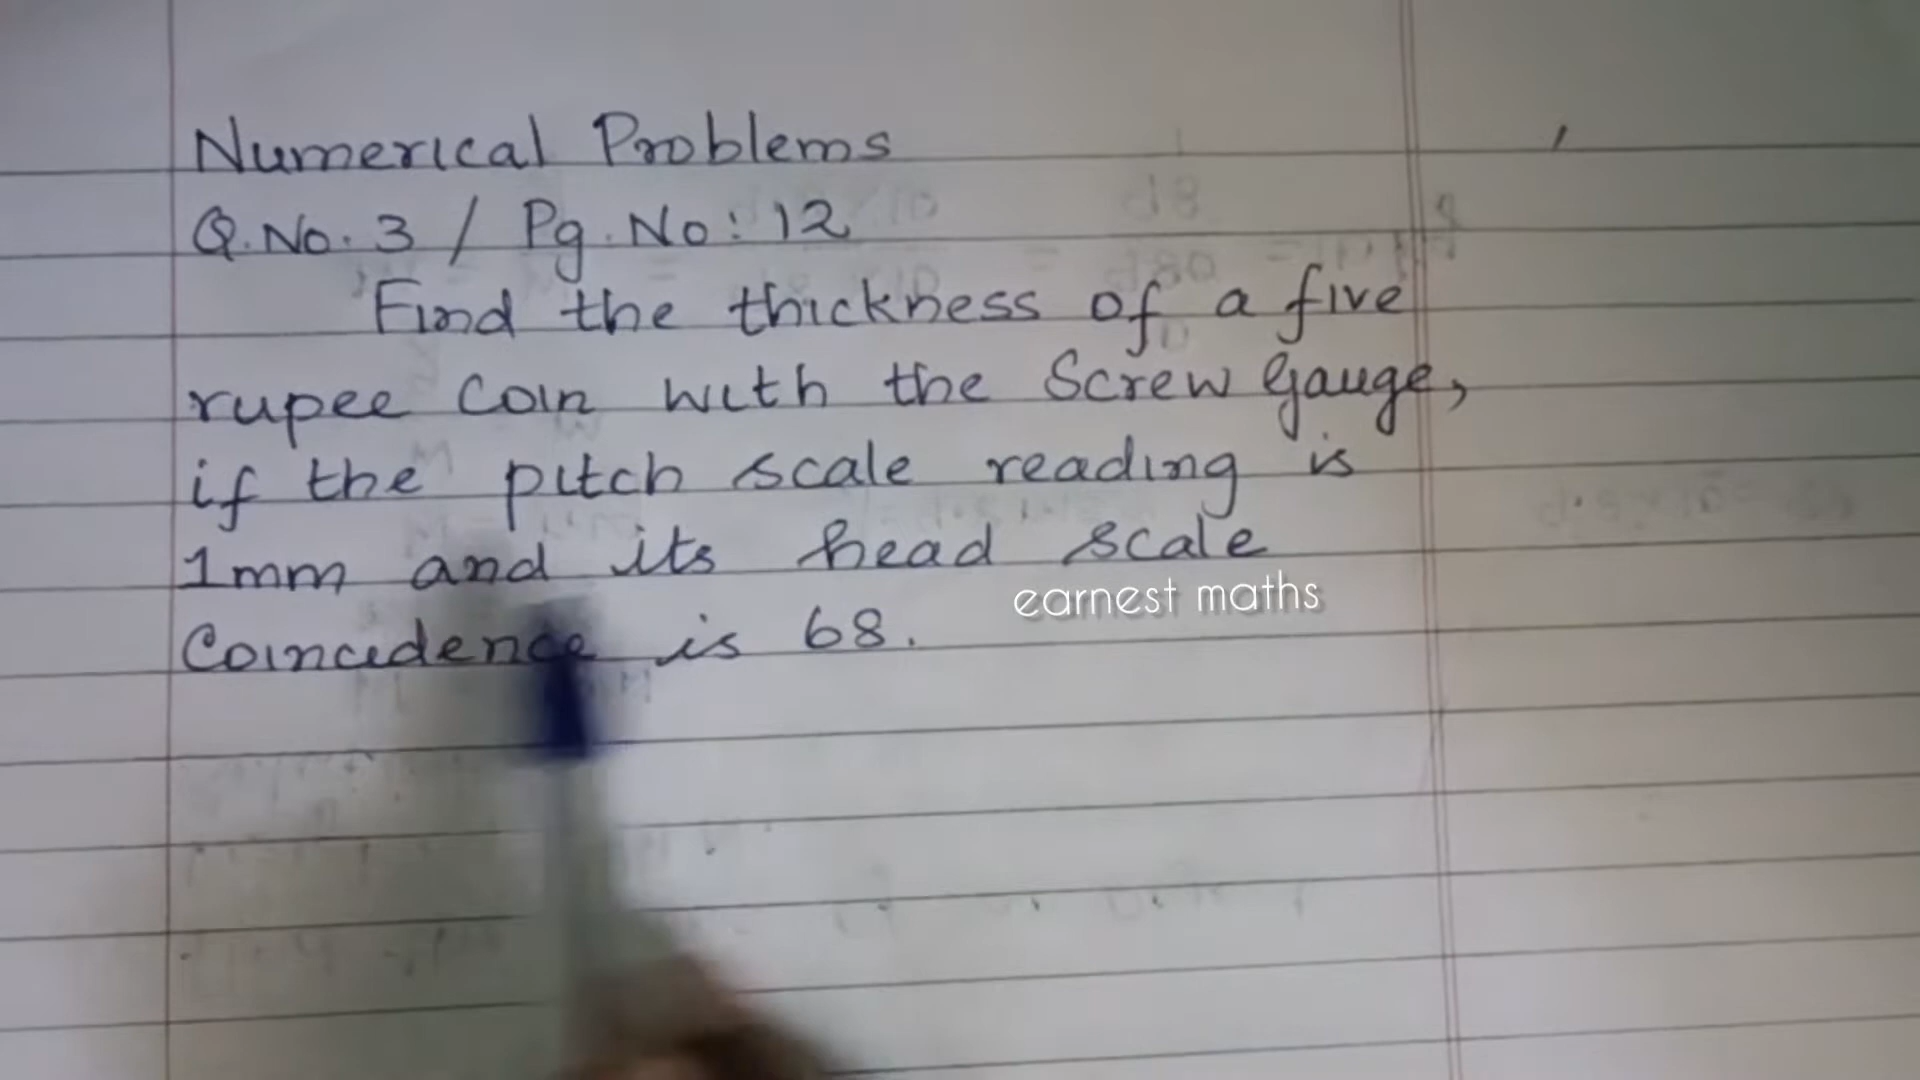 Numerical Problems
Q.No. 3 / Pg. No: 12
Find the thickness of a five
rupee coin with the Screw gauge,
if the pitch scale reading is
1mm and its head scale
earnest maths
Coincidence is 68.